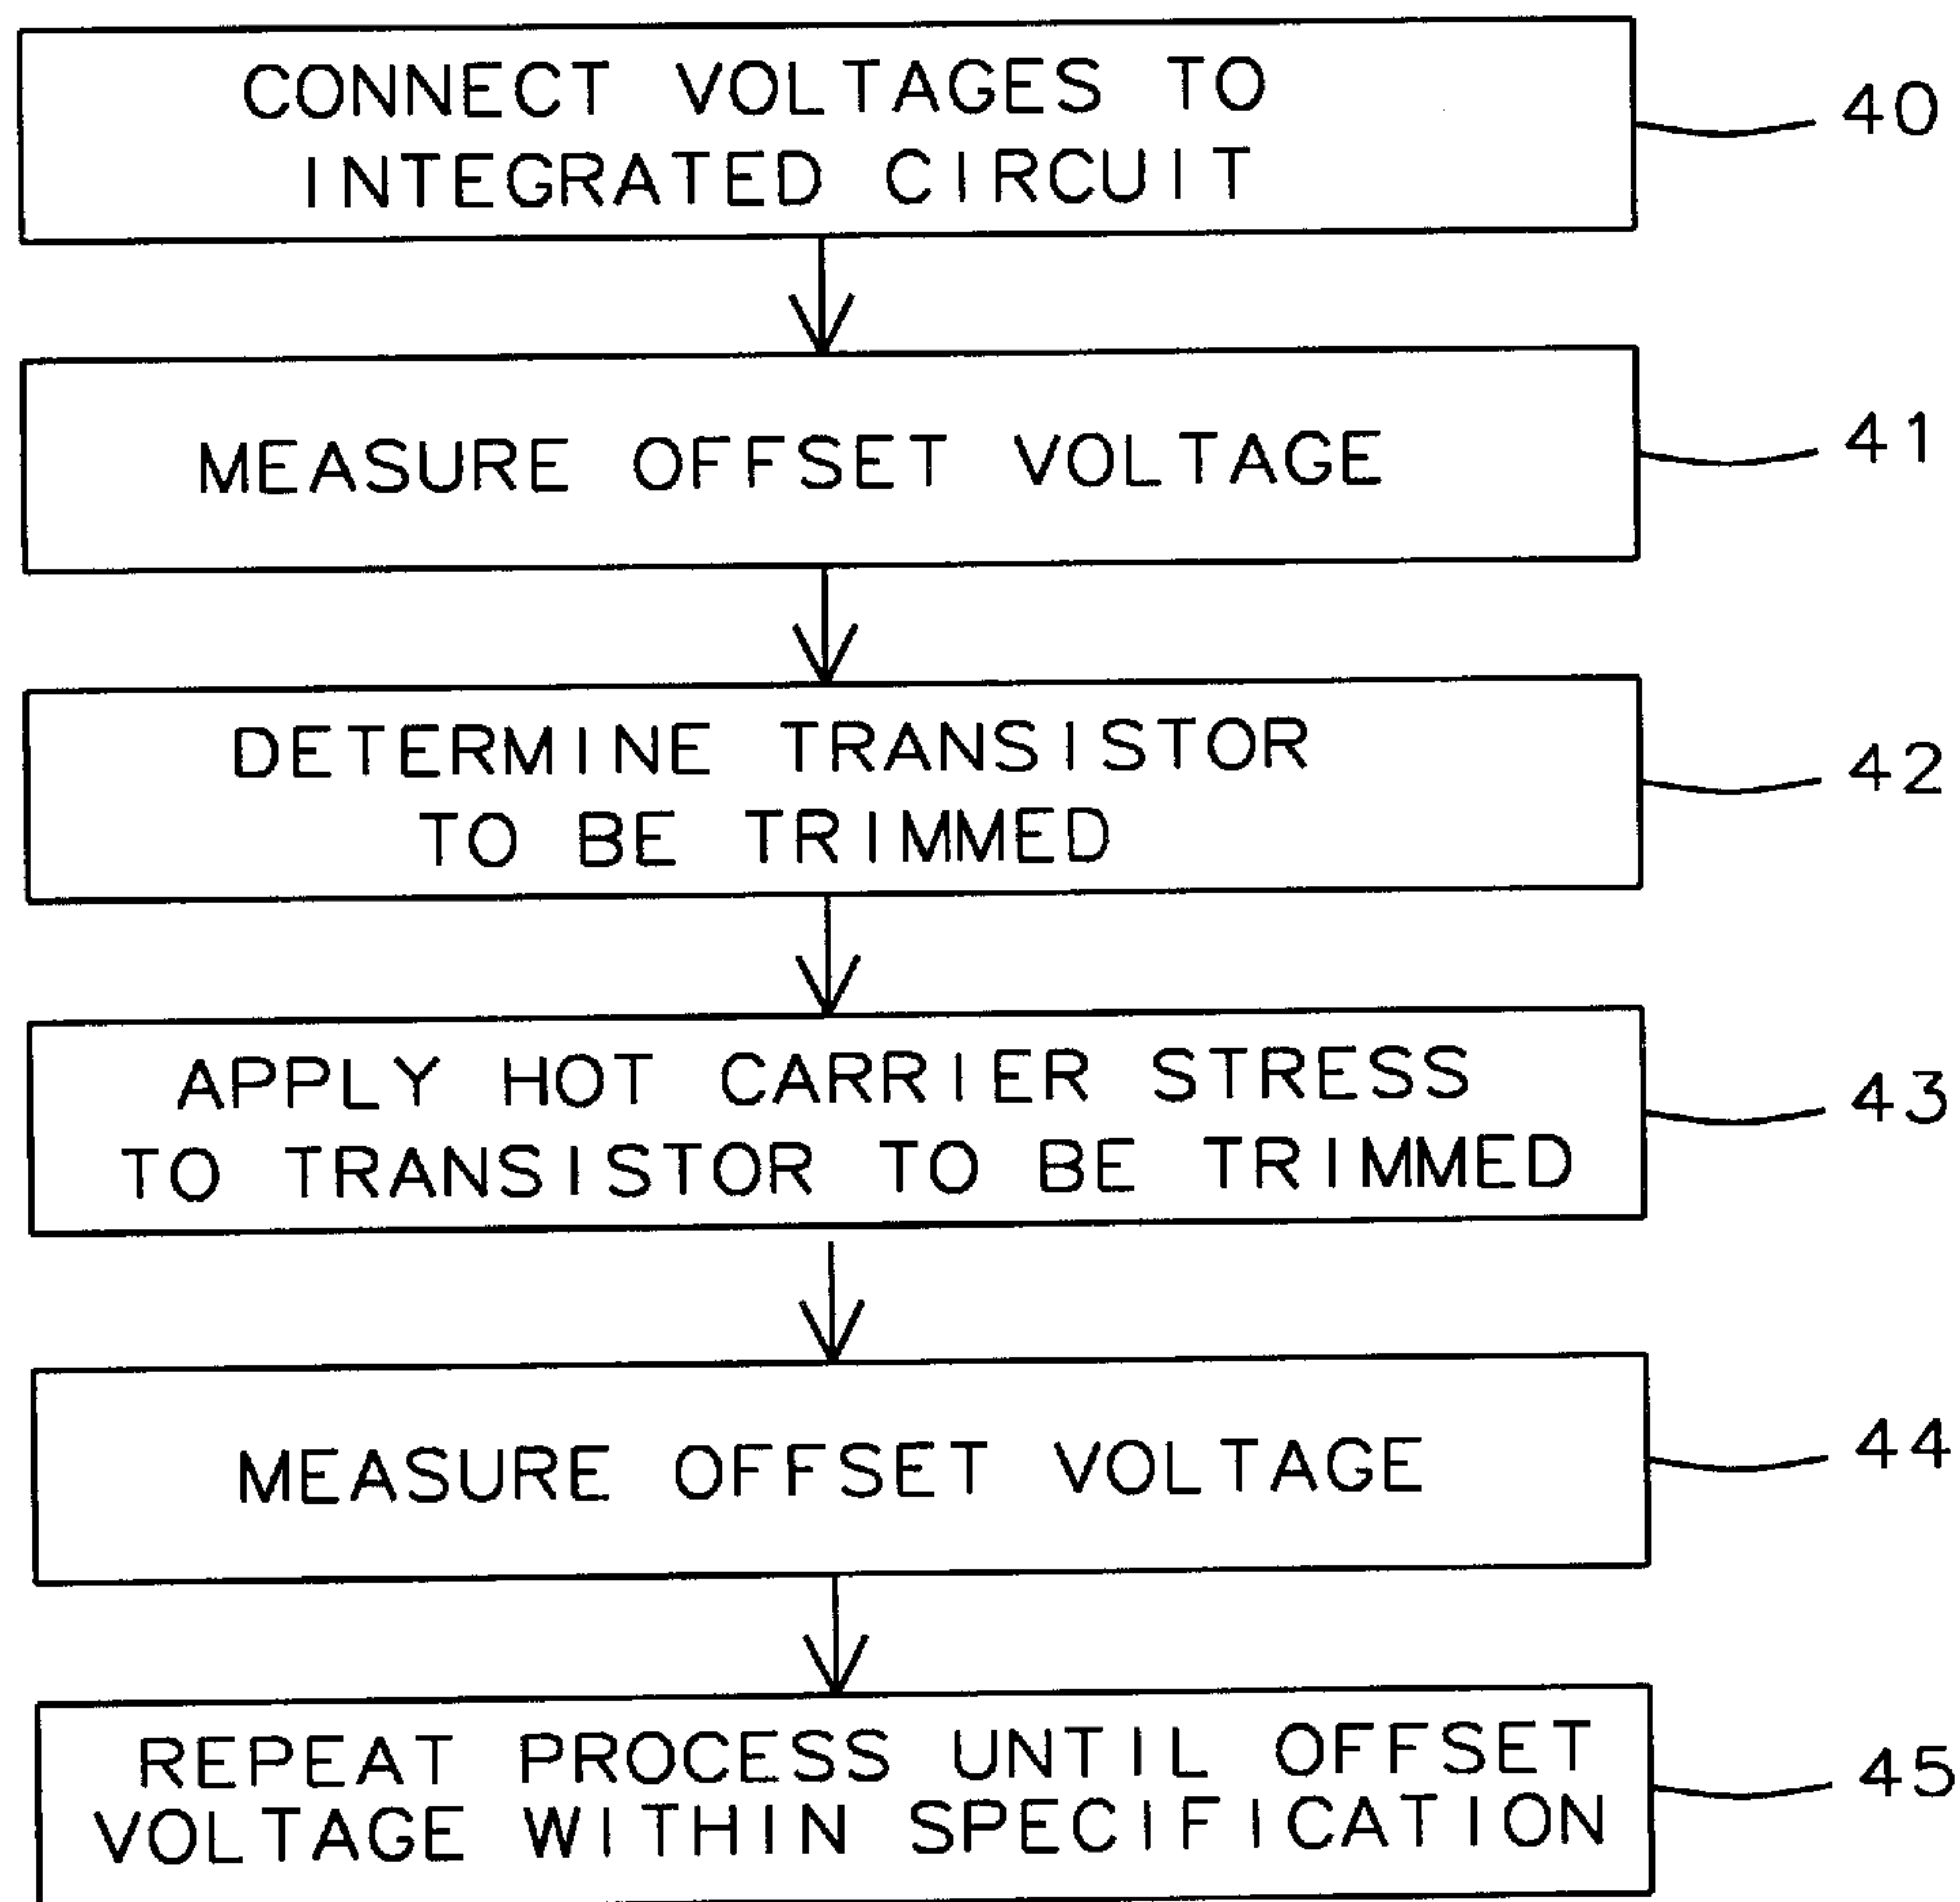 CONNECT VOLTAGES TO
INTEGRATED CIRCUIT
40
MEASURE OFFSET VOLTAGE
41
DETERMINE TRANSISTOR
TO BE TRIMMED
42
APPLY HOT CARRIER STRESS
TO TRANSISTOR TO BE TRIMMED
43
MEASURE OFFSET VOLTAGE
44
REPEAT PROCESS UNTIL OFFSET
VOLTAGE WITHIN SPECIFICATION
45